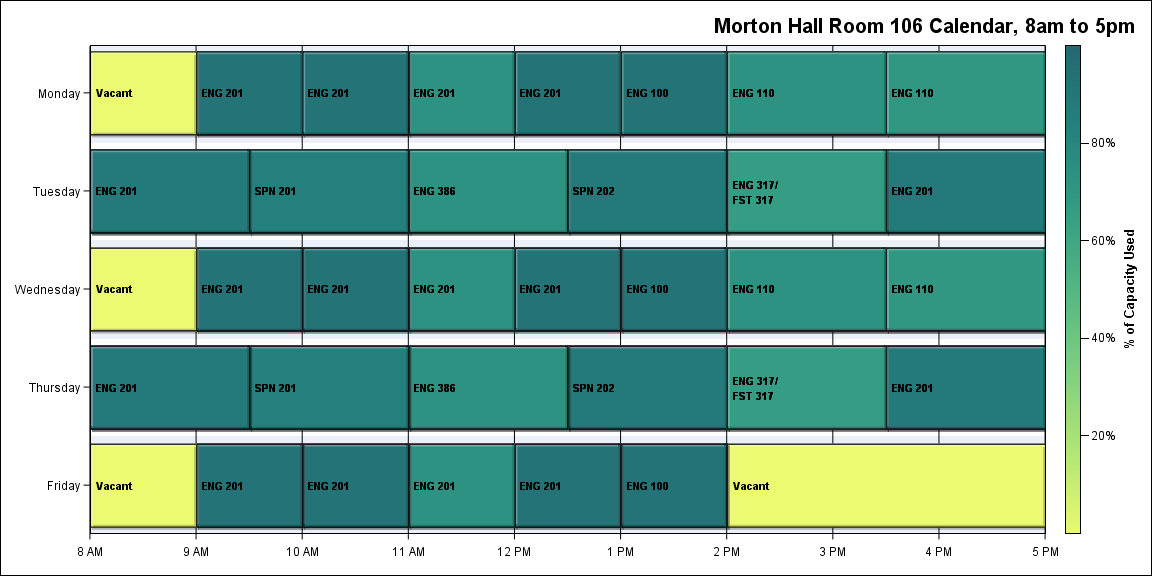 Morton Hall Room 106 Calendar, 8am to 5pm
Monday
Vacant
ENG 201
ENG 201
ENG 201
ENG 201
ENG 100
ENG 110
ENG 110
Tuesday
ENG 201
SPN 201
ENG 386
SPN 202
ENG 317/
FST 317
ENG 201
Wednesday
Vacant
ENG 201
ENG 201
ENG 201
ENG 201
ENG 100
ENG 110
ENG 110
Thursday
ENG 201
SPN 201
ENG 386
SPN 202
ENG 317/
FST 317
ENG 201
Friday
Vacant
ENG 201
ENG 201
ENG 201
ENG 201
ENG 100
Vacant
8 AM
9 AM
10 AM
11 AM
12 PM
1 PM
2 PM
3 PM
4 PM
5 PM
80%
60%
40%
20%
% of Capacity Used